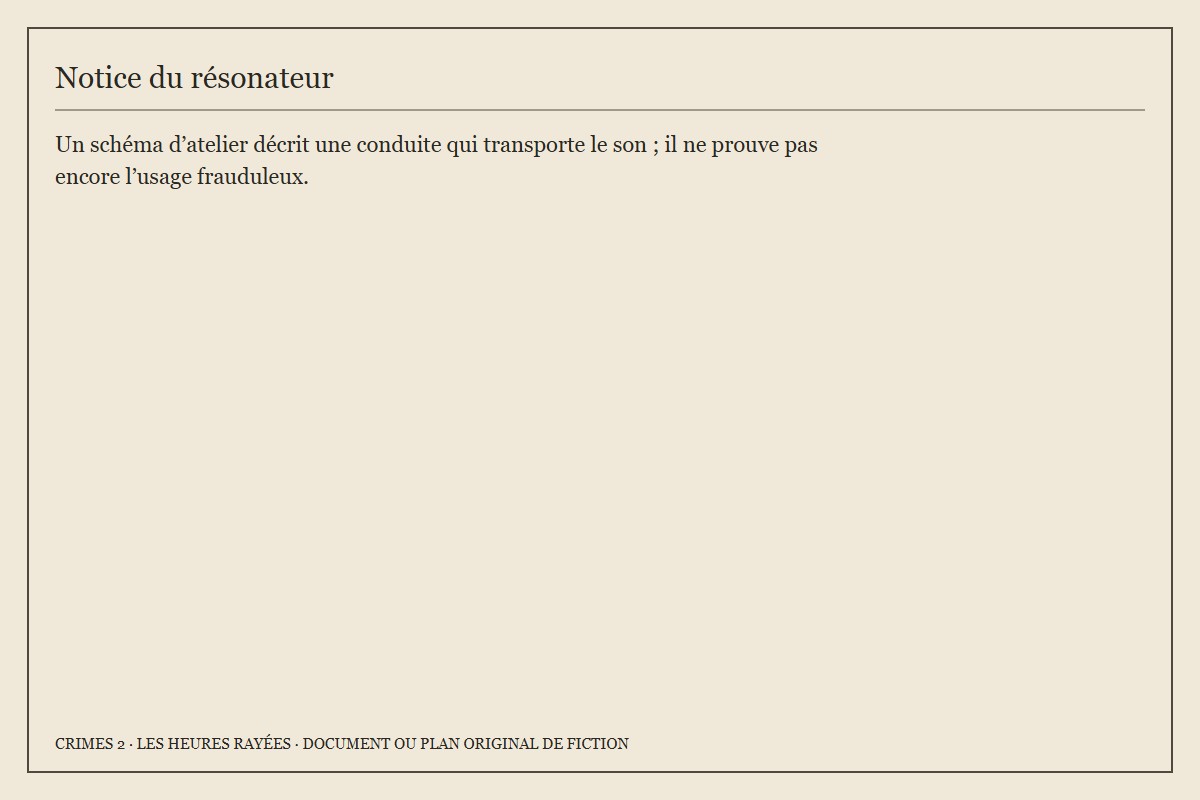 Notice du résonateur
Un schéma d’atelier décrit une conduite qui transporte le son ; il ne prouve pas
encore l’usage frauduleux.
CRIMES 2 · LES HEURES RAYÉES · DOCUMENT OU PLAN ORIGINAL DE FICTION